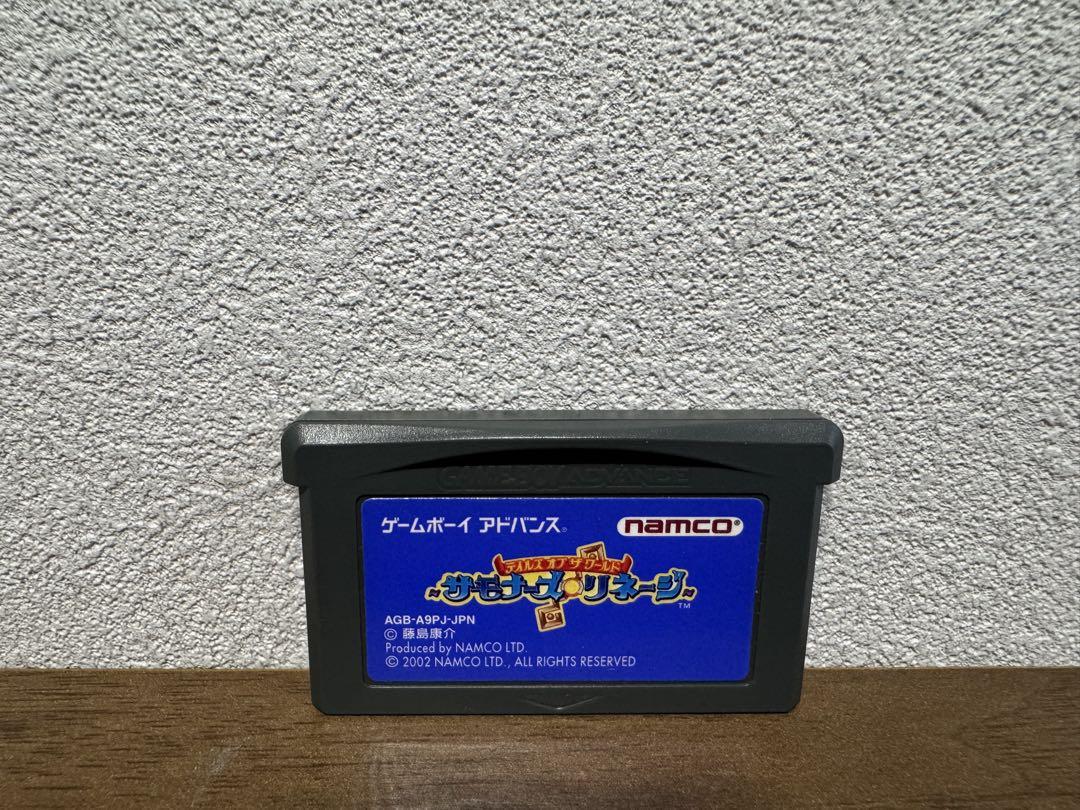 GAME BOY ADVANCE
ゲームボーイ アドバンス®
namco®
テイルズ オブ ザ ワールド
~サモナーズ・リネージ~
TM
AGB-A9PJ-JPN
© 藤島康介
Produced by NAMCO LTD.
© 2002 NAMCO LTD., ALL RIGHTS RESERVED